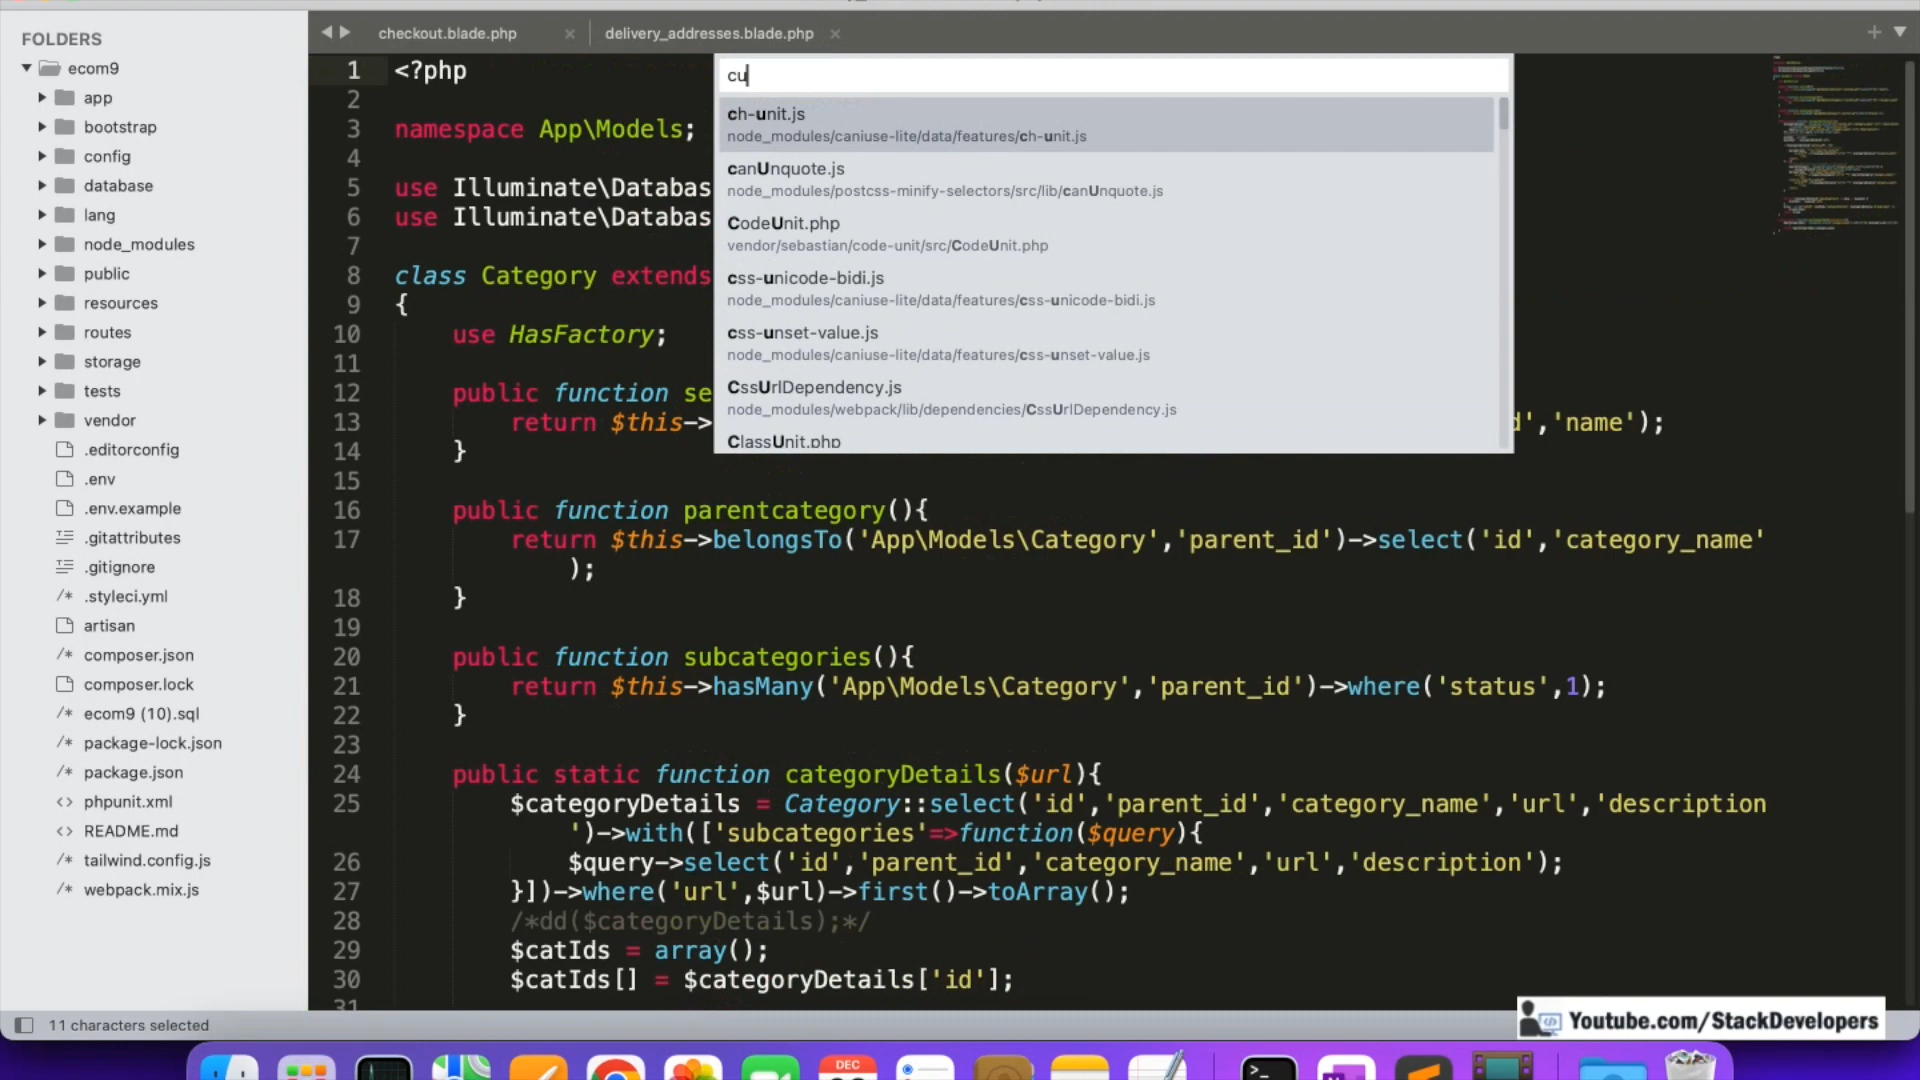 FOLDERS
ecom9
app
bootstrap
config
database
lang
node_modules
public
resources
routes
storage
tests
vendor
.editorconfig
.env
.env.example
.gitattributes
.gitignore
/* .styleci.yml
artisan
/* composer.json
composer.lock
/* ecom9 (10).sql
/* package-lock.json
/* package.json
<> phpunit.xml
<> README.md
/* tailwind.config.js
/* webpack.mix.js
checkout.blade.php × delivery_addresses.blade.php ×
cu
ch-unit.js
node_modules/caniuse-lite/data/features/ch-unit.js
canUnquote.js
node_modules/postcss-minify-selectors/src/lib/canUnquote.js
CodeUnit.php
vendor/sebastian/code-unit/src/CodeUnit.php
css-unicode-bidi.js
node_modules/caniuse-lite/data/features/css-unicode-bidi.js
css-unset-value.js
node_modules/caniuse-lite/data/features/css-unset-value.js
CssUrlDependency.js
node_modules/webpack/lib/dependencies/CssUrlDependency.js
ClassUnit.php
1 <?php
2
3 namespace App\Models;
4
5 use Illuminate\Databas
6 use Illuminate\Databas
7
8 class Category extends
9 {
10 use HasFactory;
11
12 public function se
13 return $this-> ','name');
14 }
15
16 public function parentcategory(){
17 return $this->belongsTo('App\Models\Category','parent_id')->select('id','category_name'
);
18 }
19
20 public function subcategories(){
21 return $this->hasMany('App\Models\Category','parent_id')->where('status',1);
22 }
23
24 public static function categoryDetails($url){
25 $categoryDetails = Category::select('id','parent_id','category_name','url','description
')->with(['subcategories'=>function($query){
26 $query->select('id','parent_id','category_name','url','description');
27 }])->where('url',$url)->first()->toArray();
28 /*dd($categoryDetails);*/
29 $catIds = array();
30 $catIds[] = $categoryDetails['id'];
31
11 characters selected
Youtube.com/StackDevelopers
DEC